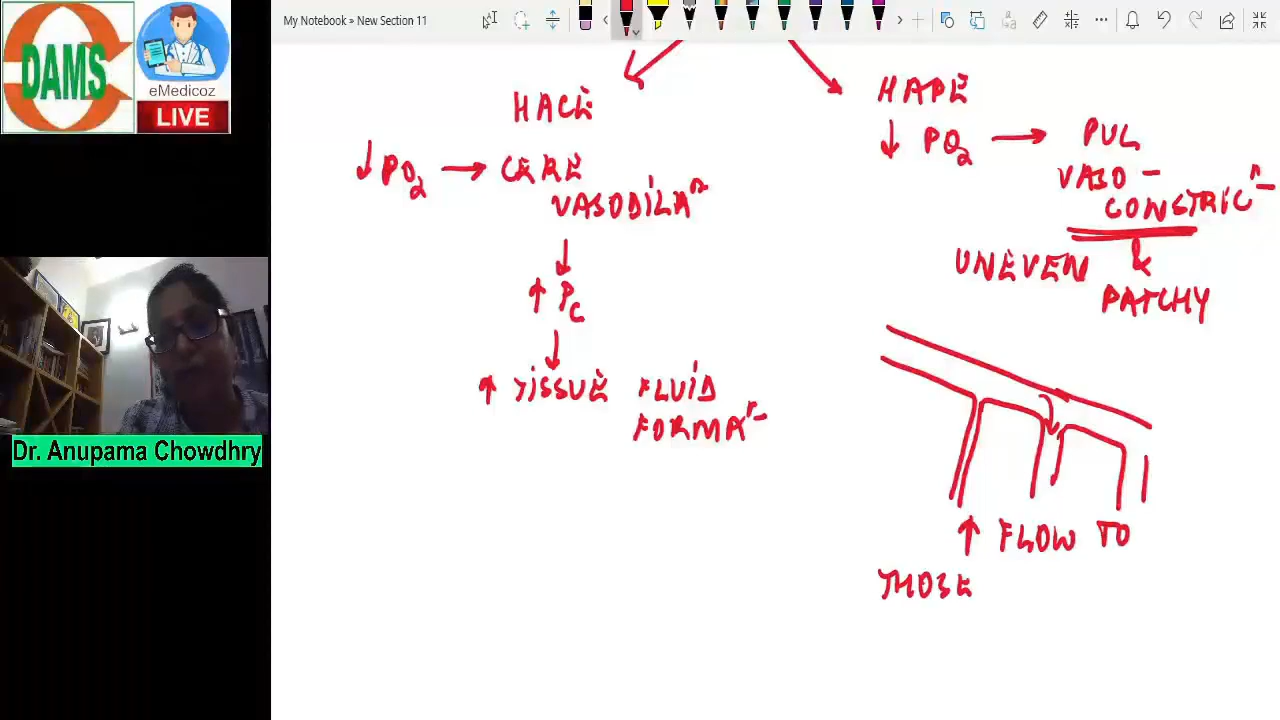 DAMS
eMedicoz
LIVE
My Notebook » New Section 11
HACE
↓ PO2 → CERE
VASODILAⁿ
↓
↑ PC
↓
↑ TISSUE FLUID
FORMAⁿ
HAPE
↓ PO2 → PUL
VASO -
CONSTRICⁿ
UNEVEN &
PATCHY
↑ FLOW TO
THOSE
Dr. Anupama Chowdhry